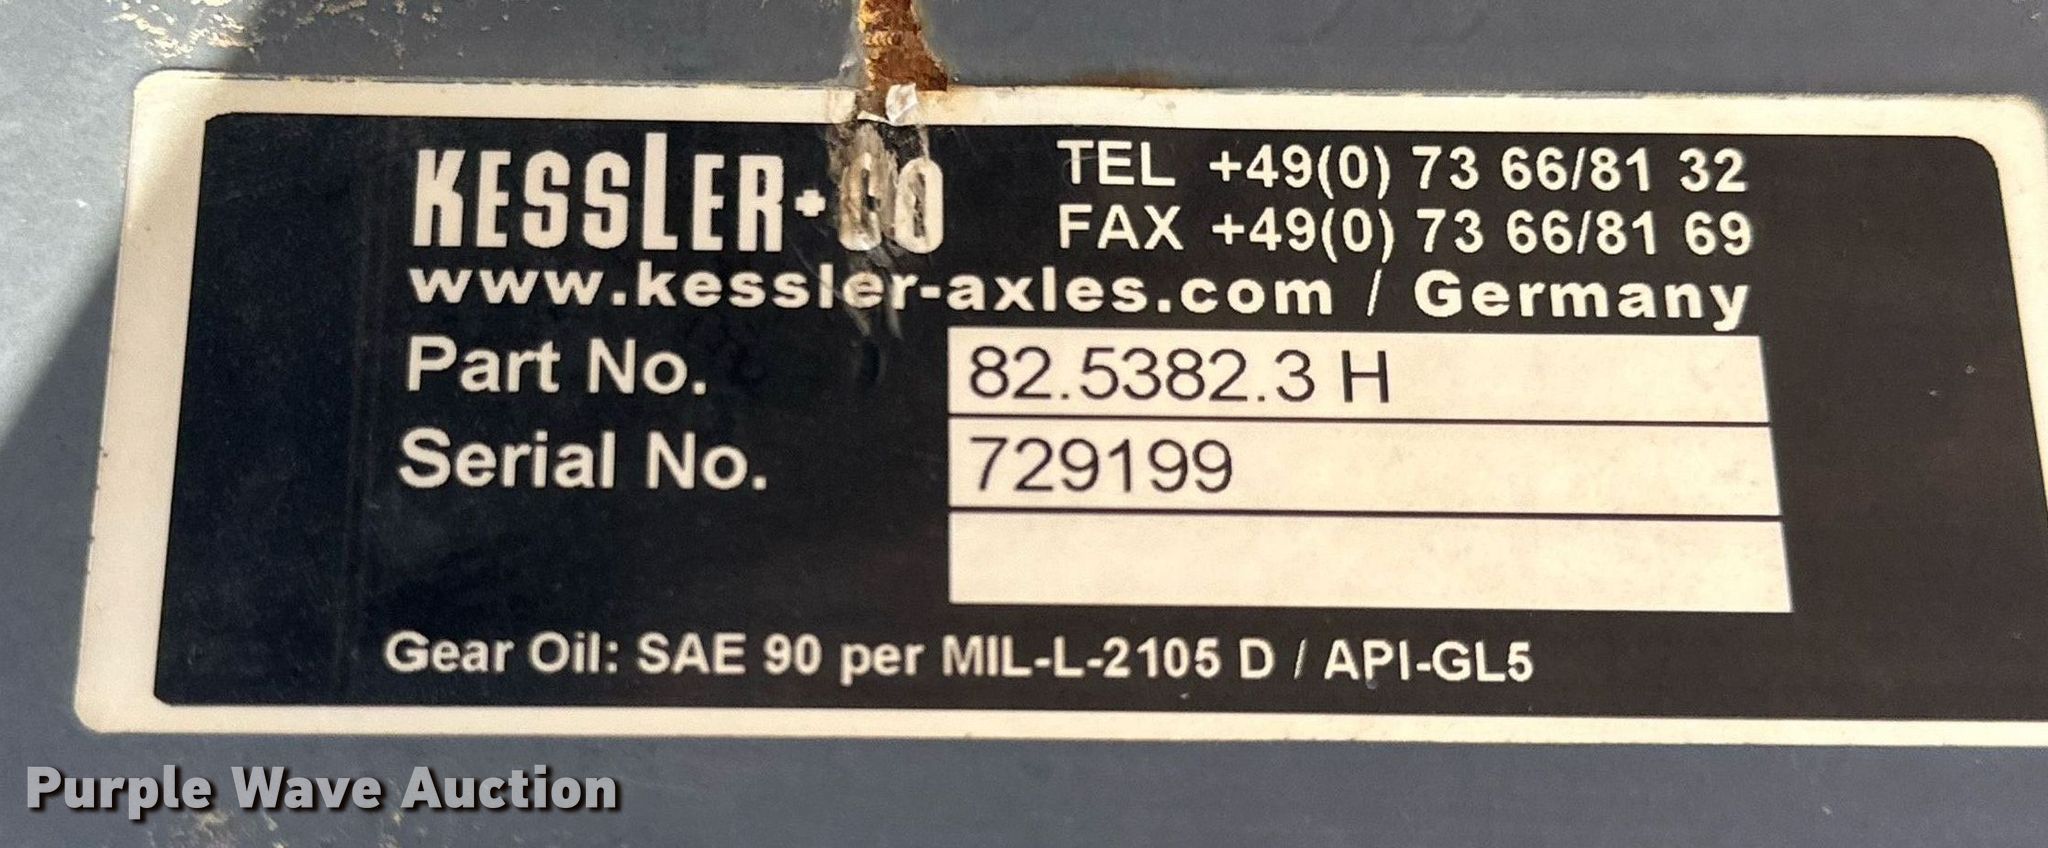 KESSLER+CO
TEL +49(0) 73 66/81 32
FAX +49(0) 73 66/81 69
www.kessler-axles.com / Germany
Part No. 82.5382.3 H
Serial No. 729199
Gear Oil: SAE 90 per MIL-L-2105 D / API-GL5
Purple Wave Auction